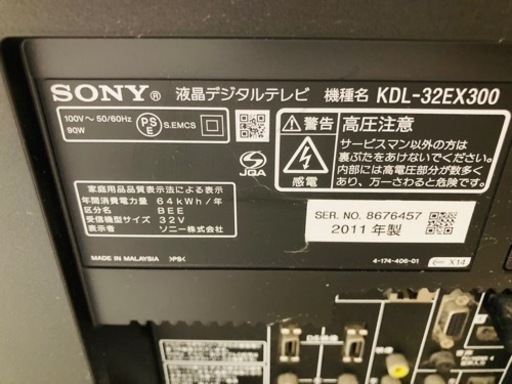 SONY® 液晶デジタルテレビ 機種名 KDL-32EX300
100V～50/60Hz
90W
PS
E
S.EMCS
JQA
⚠警告 高圧注意
感電
サービスマン以外の方は
裏ぶたをあけないでください。
内部には高電圧部分が数多く
あり、万一さわると危険です。
家庭用品品質表示法による表示
年間消費電力量 64kWh/年
区分名 BEE
受信機型サイズ 32V
表示者 ソニー株式会社
SER. NO. 8676457
2011年製
MADE IN MALAYSIA >PS<
4-174-406-01
X14